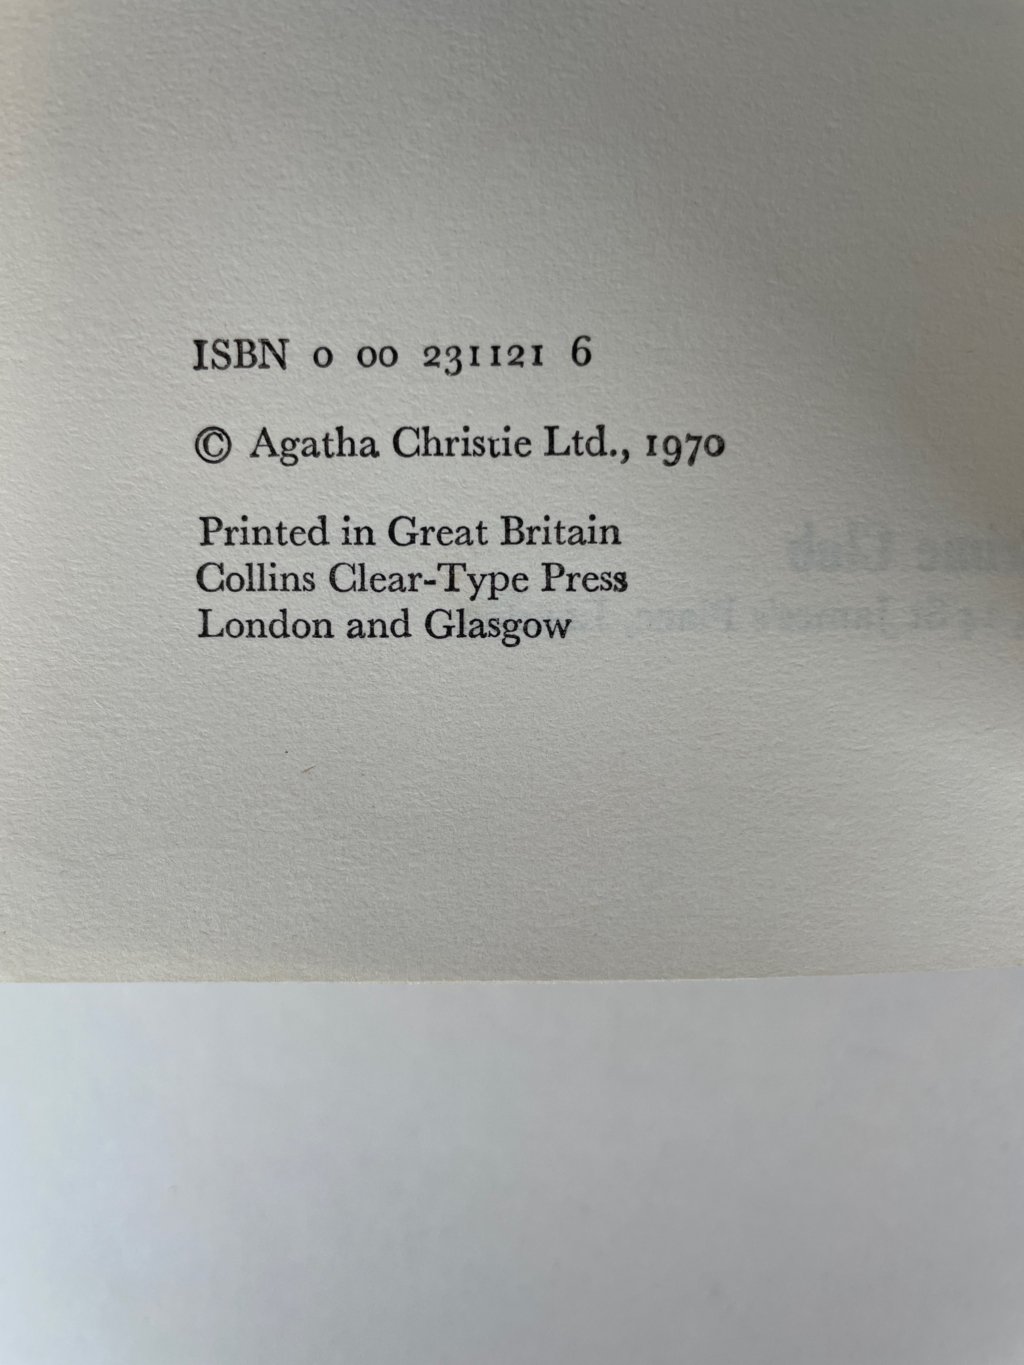 ISBN 0 00 231121 6
© Agatha Christie Ltd., 1970
Printed in Great Britain
Collins Clear-Type Press
London and Glasgow